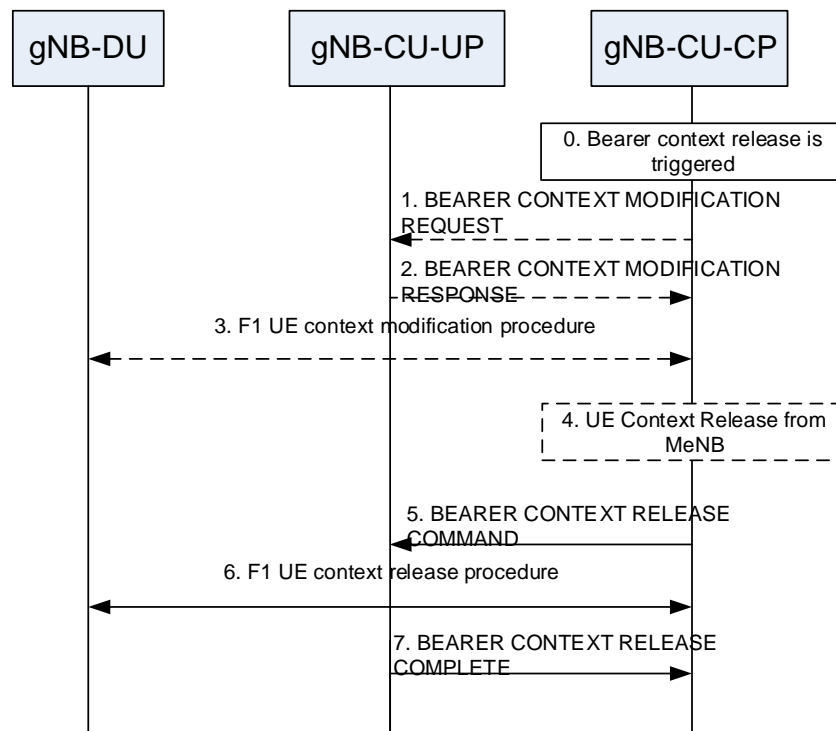 gNB-DU
gNB-CU-UP
gNB-CU-CP
0. Bearer context release is
triggered
1. BEARER CONTEXT MODIFICATION
REQUEST
2. BEARER CONTEXT MODIFICATION
RESPONSE
3. F1 UE context modification procedure
4. UE Context Release from
MeNB
5. BEARER CONTEXT RELEASE
COMMAND
6. F1 UE context release procedure
7. BEARER CONTEXT RELEASE
COMPLETE